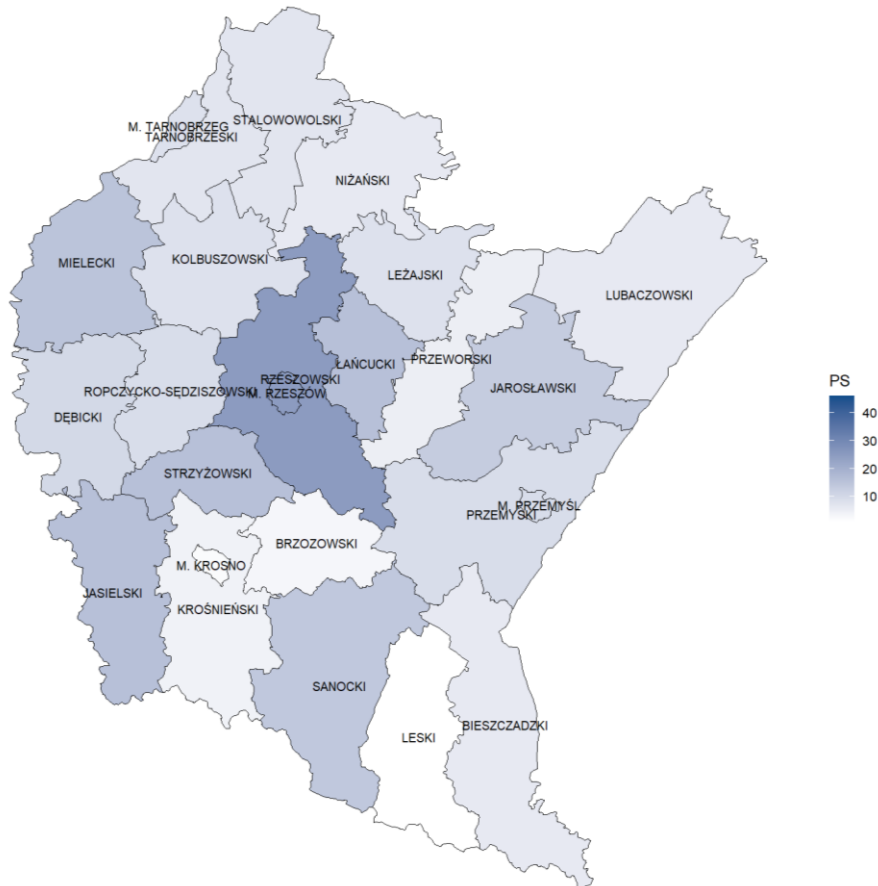 STALOWOWOLSKI
M. TARNOBRZEG
TARNOBRZESKI
NIŻAŃSKI
KOLBUSZOWSKI
MIELECKI
LEŻAJSKI
LUBACZOWSKI
PRZEWORSKI
ŁAŃCUCKI
RZESZOWSKI
M. RZESZÓW
ROPCZYCKO-SĘDZISZOWSKI
JAROSŁAWSKI
DĘBICKI
STRZYŻOWSKI
M. PRZEMYŚL
PRZEMYSKI
BRZOZOWSKI
M. KROSNO
JASIELSKI
KROŚNIEŃSKI
SANOCKI
BIESZCZADZKI
LESKI
PS
40
30
20
10